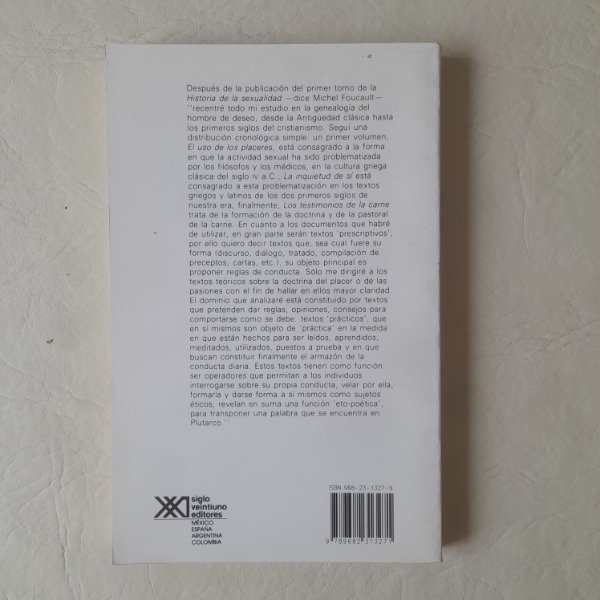 Después de la publicación del primer tomo de la
Historia de la sexualidad —dice Michel Foucault—
"recentré todo mi estudio en la genealogía del
hombre de deseo, desde la Antigüedad clásica hasta
los primeros siglos del cristianismo. Seguí una
distribución cronológica simple: un primer volumen,
El uso de los placeres, está consagrado a la forma
en que la actividad sexual ha sido problematizada
por los filósofos y los médicos, en la cultura griega
clásica del siglo IV a.C., La inquietud de sí está
consagrado a esta problematización en los textos
griegos y latinos de los dos primeros siglos de
nuestra era; finalmente, Los testimonios de la carne
trata de la formación de la doctrina y de la pastoral
de la carne. En cuanto a los documentos que habré
de utilizar, en gran parte serán textos 'prescriptivos';
por ello quiero decir textos que, sea cual fuere su
forma (discurso, diálogo, tratado, compilación de
preceptos, cartas, etc.), su objeto principal es
proponer reglas de conducta. Sólo me dirigiré a los
textos teóricos sobre la doctrina del placer o de las
pasiones con el fin de hallar en ellos mayor claridad.
El dominio que analizaré está constituido por textos
que pretenden dar reglas, opiniones, consejos para
comportarse como se debe: textos 'prácticos', que
en sí mismos son objeto de 'práctica' en la medida
en que están hechos para ser leídos, aprendidos,
meditados, utilizados, puestos a prueba y en que
buscan constituir finalmente el armazón de la
conducta diaria. Estos textos tienen como función
ser operadores que permitan a los individuos
interrogarse sobre su propia conducta, velar por ella,
formarla y darse forma a sí mismos como sujetos
éticos; revelan en suma una función 'eto-poética',
para transponer una palabra que se encuentra en
Plutarco."
siglo
veintiuno
editores
MÉXICO
ESPAÑA
ARGENTINA
COLOMBIA
ISBN 968-23-1327-0
9 789682 313271